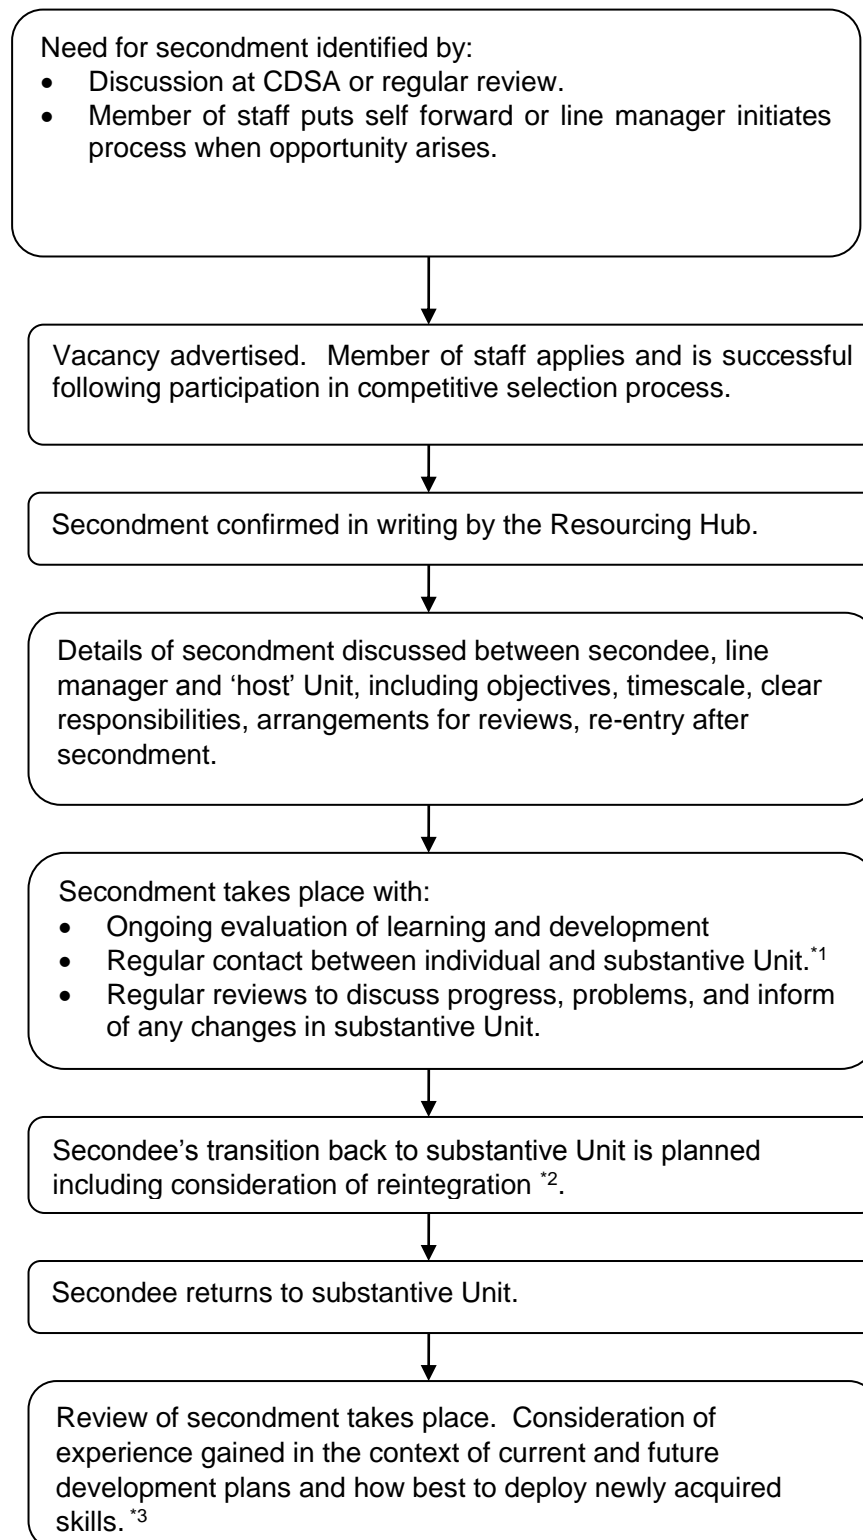 Need for secondment identified by:
• Discussion at CDSA or regular review.
• Member of staff puts self forward or line manager initiates
process when opportunity arises.
Vacancy advertised.  Member of staff applies and is successful
following participation in competitive selection process.
Secondment confirmed in writing by the Resourcing Hub.
Details of secondment discussed between secondee, line
manager and ‘host’ Unit, including objectives, timescale, clear
responsibilities, arrangements for reviews, re-entry after
secondment.
Secondment takes place with:
• Ongoing evaluation of learning and development
• Regular contact between individual and substantive Unit.*1
• Regular reviews to discuss progress, problems, and inform
of any changes in substantive Unit.
Secondee’s transition back to substantive Unit is planned
including consideration of reintegration *2.
Secondee returns to substantive Unit.
Review of secondment takes place.  Consideration of
experience gained in the context of current and future
development plans and how best to deploy newly acquired
skills. *3